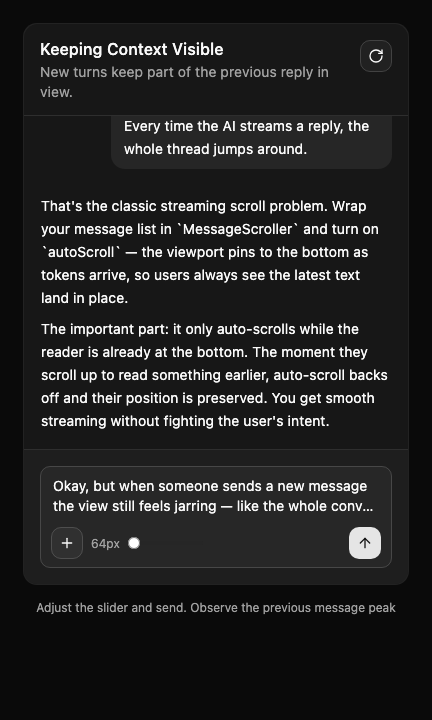 Keeping Context Visible
New turns keep part of the previous reply in
view.
Every time the AI streams a reply, the
whole thread jumps around.
That's the classic streaming scroll problem. Wrap
your message list in `MessageScroller` and turn on
`autoScroll` — the viewport pins to the bottom as
tokens arrive, so users always see the latest text
land in place.
The important part: it only auto-scrolls while the
reader is already at the bottom. The moment they
scroll up to read something earlier, auto-scroll backs
off and their position is preserved. You get smooth
streaming without fighting the user's intent.
Okay, but when someone sends a new message
the view still feels jarring — like the whole conv...
64px
Adjust the slider and send. Observe the previous message peak